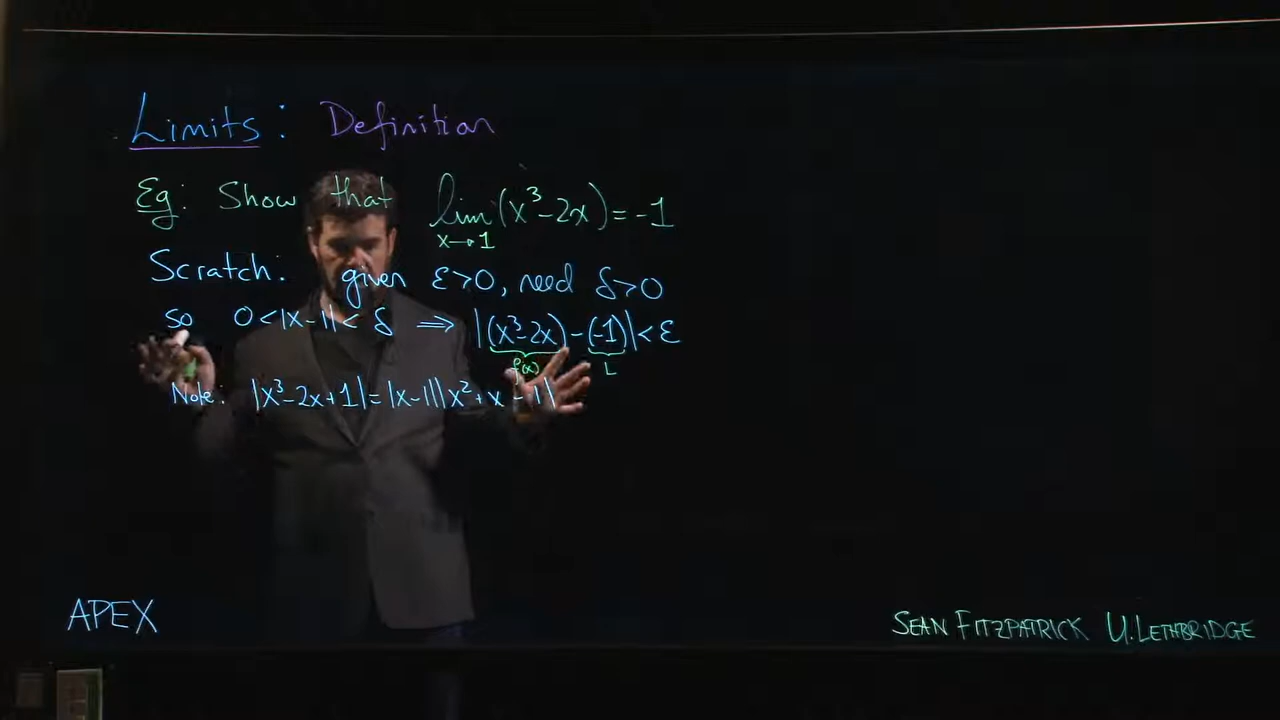 Limits: Definition
Eg: Show that lim (x³-2x) = -1
x→1
Scratch: given ε>0, need δ>0
so 0<|x-1|<δ ⟹ |(x³-2x)-(-1)|<ε
f(x) L
Note: |x³-2x+1|=|x-1||x²+x-1|
APEX
SEAN FITZPATRICK U. LETHBRIDGE